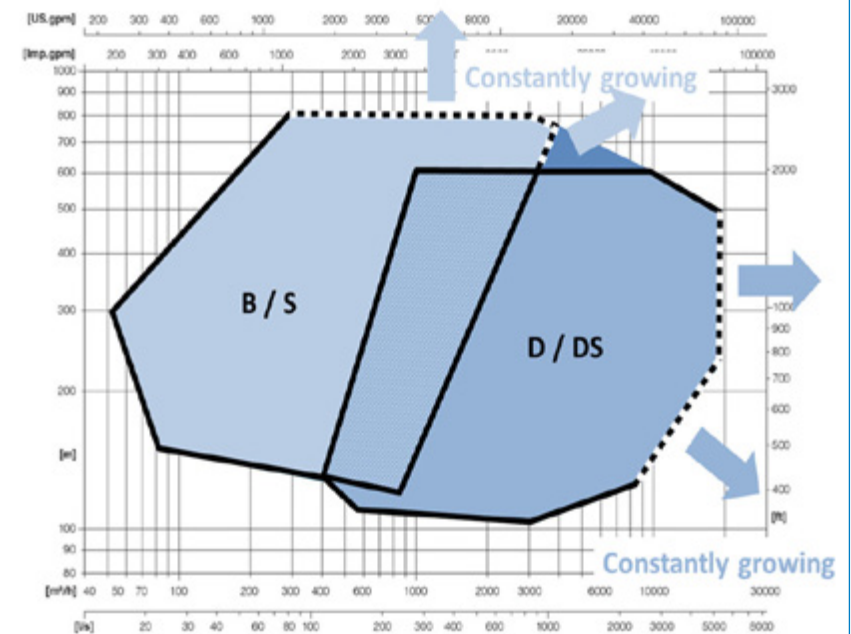 [US.gpm] 200 300 400 600 1000 2000 3000 5000 8000 20000 40000 100000
[Imp.gpm] 200 300 400 600 1000 2000 3000 100000
1000
Constantly growing
900
3000
800
700
600
2000
500
400
300
B / S
1000
900
D / DS
800
700
200
600
500
[m]
400
[ft]
100
90
Constantly growing
80
[m³/h] 40 50 70 100 200 300 400 600 1000 2000 3000 6000 10000 30000
[l/s] 20 30 40 60 80 100 200 300 400 600 1000 2000 3000 5000 8000